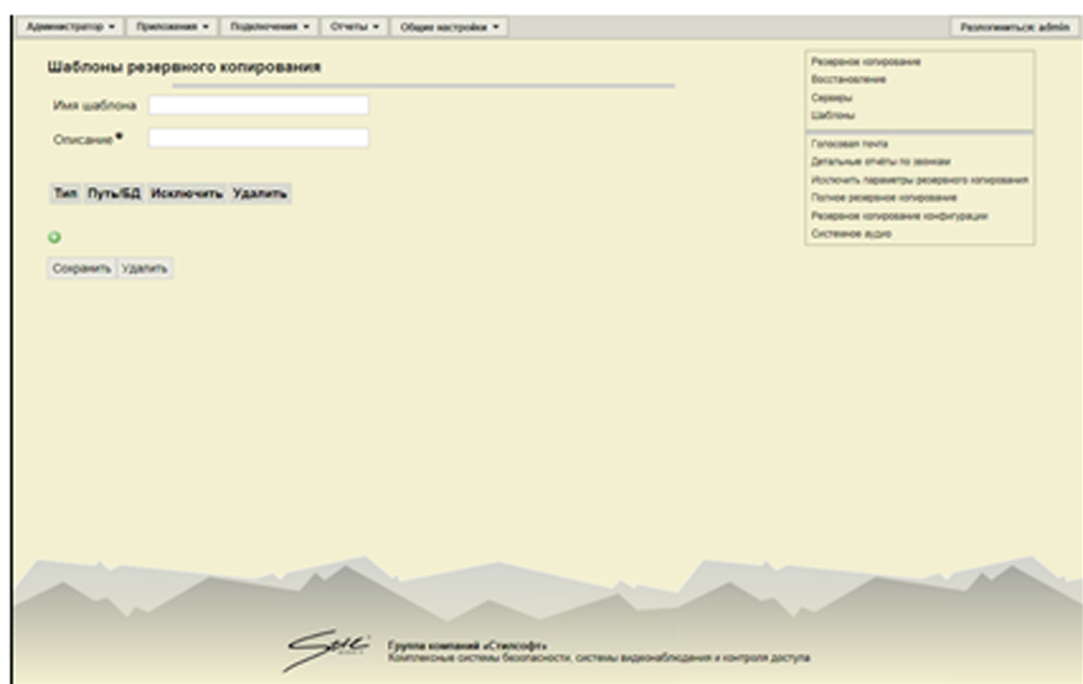 Администратор Приложения Подключения Отчеты Общие настройки Разлогиниться: admin
Шаблоны резервного копирования
Имя шаблона
Описание
Тип Путь/БД Исключить Удалить
Сохранить Удалить
Резервное копирование
Восстановление
Серверы
Шаблоны
Голосовая почта
Детальные отчёты по звонкам
Исключить параметры резервного копирования
Полное резервное копирование
Резервное копирование конфигурации
Системное аудио
Группа компаний «Стилсофт»
Комплексные системы безопасности, системы видеонаблюдения и контроля доступа